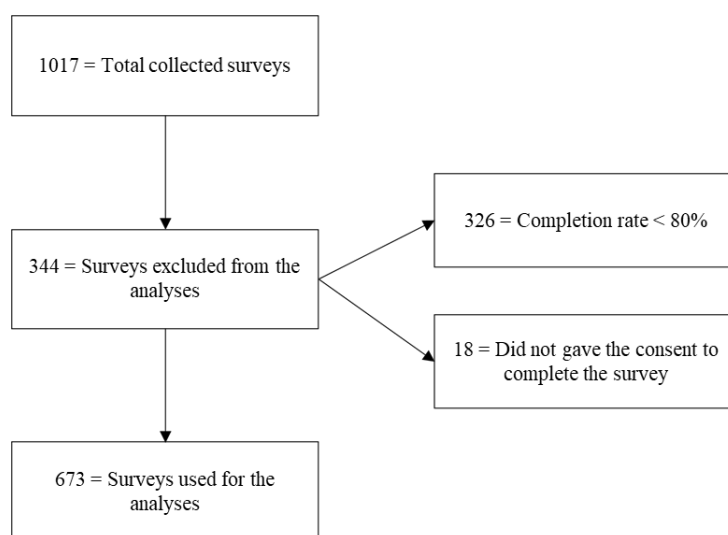 1017 = Total collected surveys
326 = Completion rate < 80%
344 = Surveys excluded from the
analyses
18 = Did not gave the consent to
complete the survey
673 = Surveys used for the
analyses